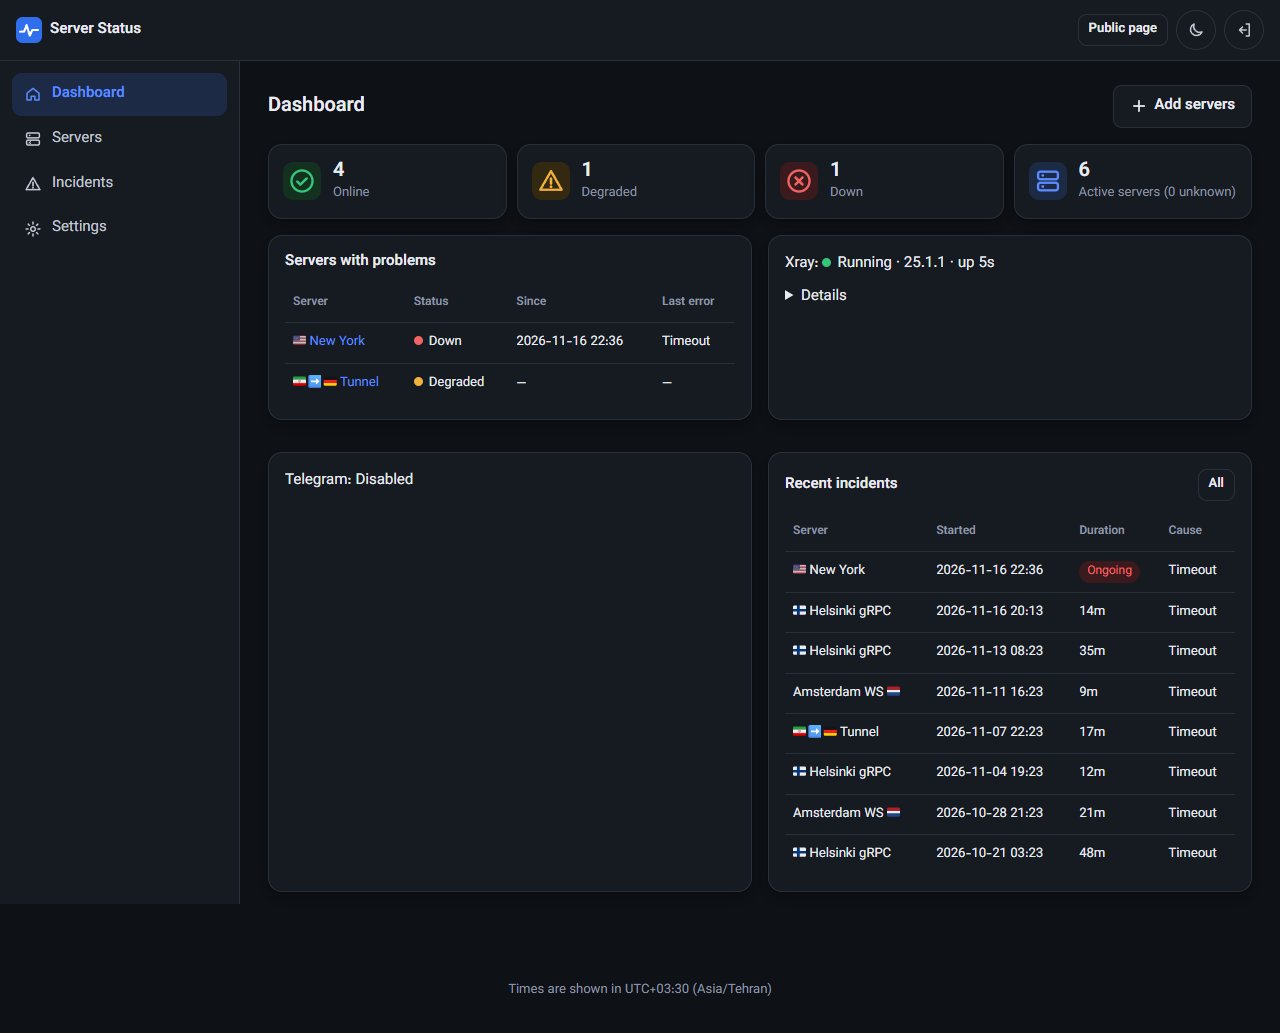 Server Status
Public page
Dashboard
Servers
Incidents
Settings
Dashboard
Add servers
4
Online
1
Degraded
1
Down
6
Active servers (0 unknown)
Servers with problems
Server Status Since Last error
New York Down 2026-11-16 22:36 Timeout
Tunnel Degraded — —
Xray: Running · 25.1.1 · up 5s
Details
Telegram: Disabled
Recent incidents
All
Server Started Duration Cause
New York 2026-11-16 22:36 Ongoing Timeout
Helsinki gRPC 2026-11-16 20:13 14m Timeout
Helsinki gRPC 2026-11-13 08:23 35m Timeout
Amsterdam WS 2026-11-11 16:23 9m Timeout
Tunnel 2026-11-07 22:23 17m Timeout
Helsinki gRPC 2026-11-04 19:23 12m Timeout
Amsterdam WS 2026-10-28 21:23 21m Timeout
Helsinki gRPC 2026-10-21 03:23 48m Timeout
Times are shown in UTC+03:30 (Asia/Tehran)